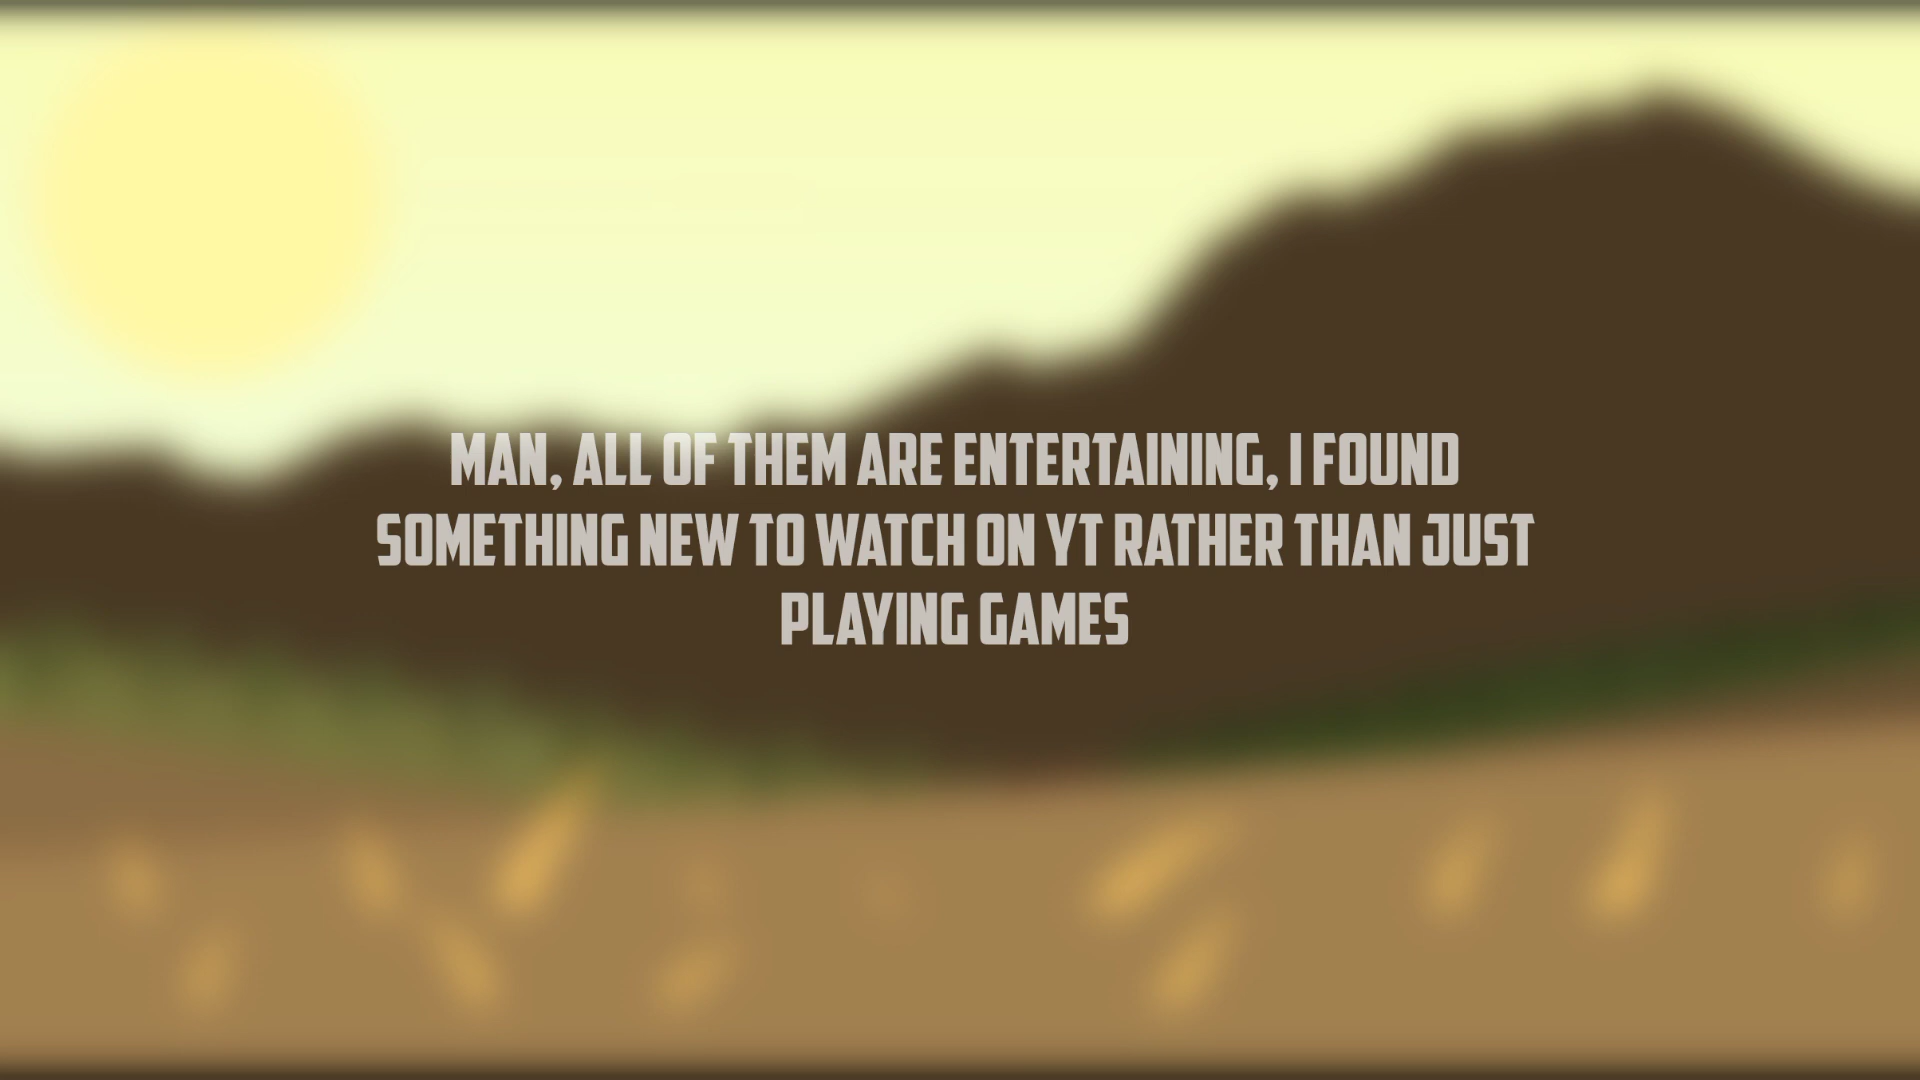 MAN, ALL OF THEM ARE ENTERTAINING, I FOUND
SOMETHING NEW TO WATCH ON YT RATHER THAN JUST
PLAYING GAMES